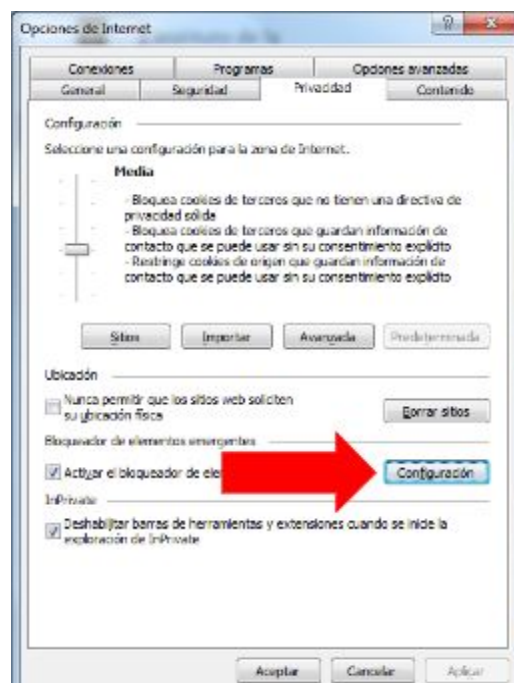 Opciones de Internet
Conexiones Programas Opciones avanzadas
General Seguridad Privacidad Contenido
Configuración
Seleccione una configuración para la zona de Internet.
Media
- Bloquea cookies de terceros que no tienen una directiva de
privacidad sólida
- Bloquea cookies de terceros que guardan información de
contacto que se puede usar sin su consentimiento explícito
- Restringe cookies de origen que guardan información de
contacto que se puede usar sin su consentimiento explícito
Sitios Importar Avanzada Predeterminada
Ubicación
Nunca permitir que los sitios web soliciten
su ubicación física
Borrar sitios
Bloqueador de elementos emergentes
Activar el bloqueador de ele
Configuración
InPrivate
Deshabilitar barras de herramientas y extensiones cuando se inicie la
exploración de InPrivate
Aceptar Cancelar Aplicar